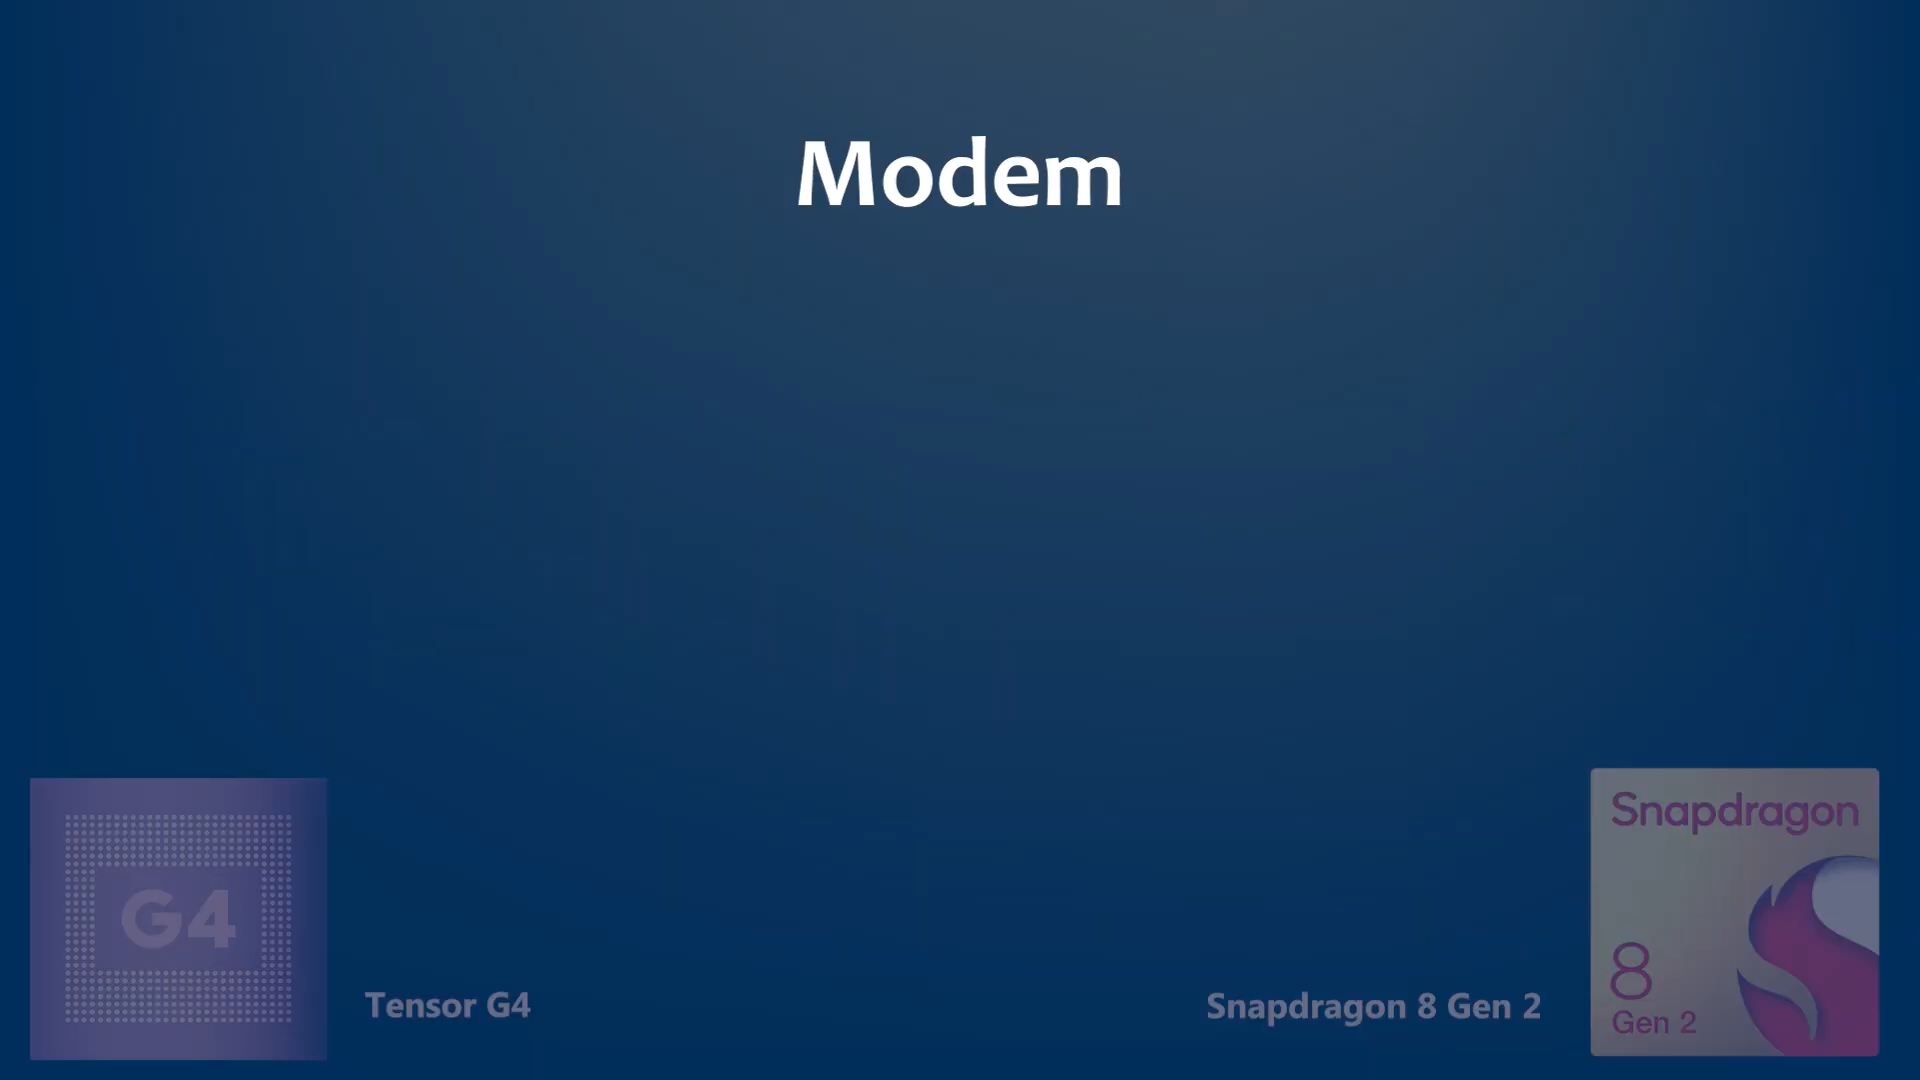 Modem
G4
Tensor G4
Snapdragon 8 Gen 2
Snapdragon
8
Gen 2